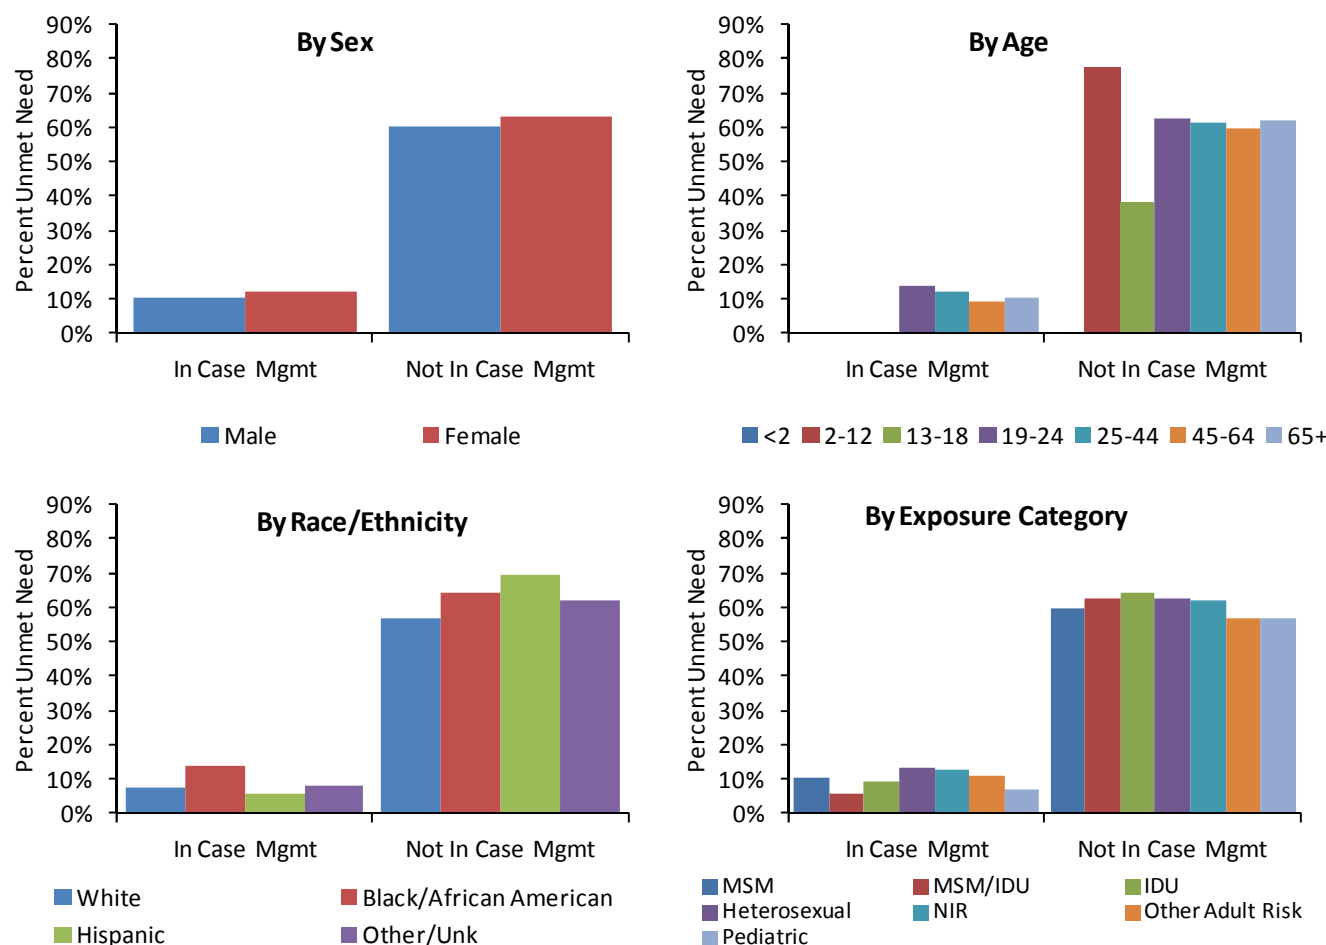 By Sex
Percent Unmet Need
90%
80%
70%
60%
50%
40%
30%
20%
10%
0%
In Case Mgmt
Not In Case Mgmt
Male
Female
By Age
Percent Unmet Need
90%
80%
70%
60%
50%
40%
30%
20%
10%
0%
In Case Mgmt
Not In Case Mgmt
<2 2-12 13-18 19-24 25-44 45-64 65+
By Race/Ethnicity
Percent Unmet Need
90%
80%
70%
60%
50%
40%
30%
20%
10%
0%
In Case Mgmt
Not In Case Mgmt
White
Black/African American
Hispanic
Other/Unk
By Exposure Category
Percent Unmet Need
90%
80%
70%
60%
50%
40%
30%
20%
10%
0%
In Case Mgmt
Not In Case Mgmt
MSM
MSM/IDU
IDU
Heterosexual
NIR
Other Adult Risk
Pediatric